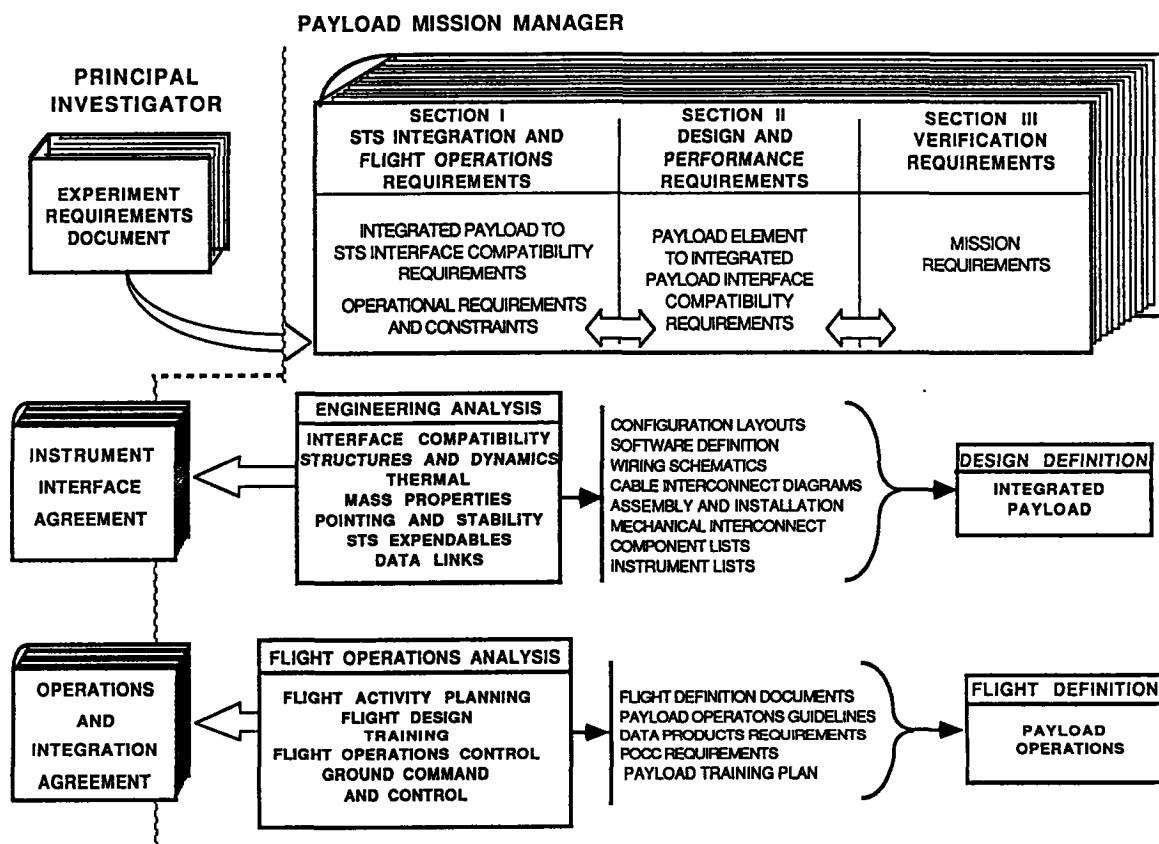 PAYLOAD MISSION MANAGER
PRINCIPAL
INVESTIGATOR
EXPERIMENT
REQUIREMENTS
DOCUMENT
SECTION I
STS INTEGRATION AND
FLIGHT OPERATIONS
REQUIREMENTS
INTEGRATED PAYLOAD TO
STS INTERFACE COMPATIBILITY
REQUIREMENTS
OPERATIONAL REQUIREMENTS
AND CONSTRAINTS
SECTION II
DESIGN AND
PERFORMANCE
REQUIREMENTS
PAYLOAD ELEMENT
TO INTEGRATED
PAYLOAD INTERFACE
COMPATIBILITY
REQUIREMENTS
SECTION III
VERIFICATION
REQUIREMENTS
MISSION
REQUIREMENTS
INSTRUMENT
INTERFACE
AGREEMENT
ENGINEERING ANALYSIS
INTERFACE COMPATIBILITY
STRUCTURES AND DYNAMICS
THERMAL
MASS PROPERTIES
POINTING AND STABILITY
STS EXPENDABLES
DATA LINKS
CONFIGURATION LAYOUTS
SOFTWARE DEFINITION
WIRING SCHEMATICS
CABLE INTERCONNECT DIAGRAMS
ASSEMBLY AND INSTALLATION
MECHANICAL INTERCONNECT
COMPONENT LISTS
INSTRUMENT LISTS
DESIGN DEFINITION
INTEGRATED
PAYLOAD
OPERATIONS
AND
INTEGRATION
AGREEMENT
FLIGHT OPERATIONS ANALYSIS
FLIGHT ACTIVITY PLANNING
FLIGHT DESIGN
TRAINING
FLIGHT OPERATIONS CONTROL
GROUND COMMAND
AND CONTROL
FLIGHT DEFINITION DOCUMENTS
PAYLOAD OPERATONS GUIDELINES
DATA PRODUCTS REQUIREMENTS
POCC REQUIREMENTS
PAYLOAD TRAINING PLAN
FLIGHT DEFINITION
PAYLOAD
OPERATIONS